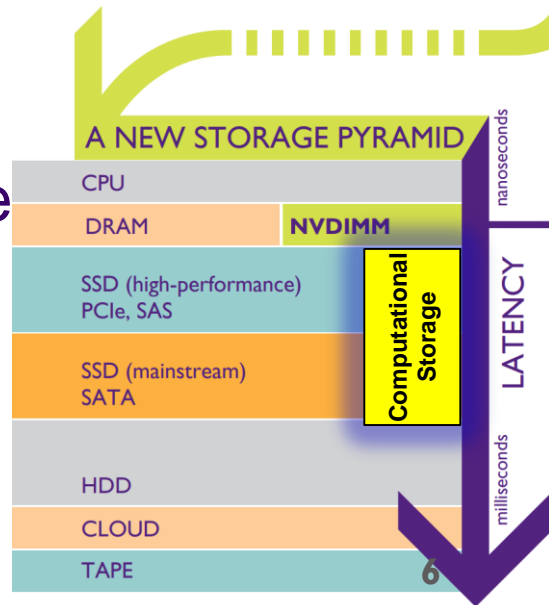 A NEW STORAGE PYRAMID
nanoseconds
e
CPU
DRAM
NVDIMM
SSD (high-performance)
PCIe, SAS
Computational
Storage
LATENCY
SSD (mainstream)
SATA
HDD
milliseconds
CLOUD
TAPE
6